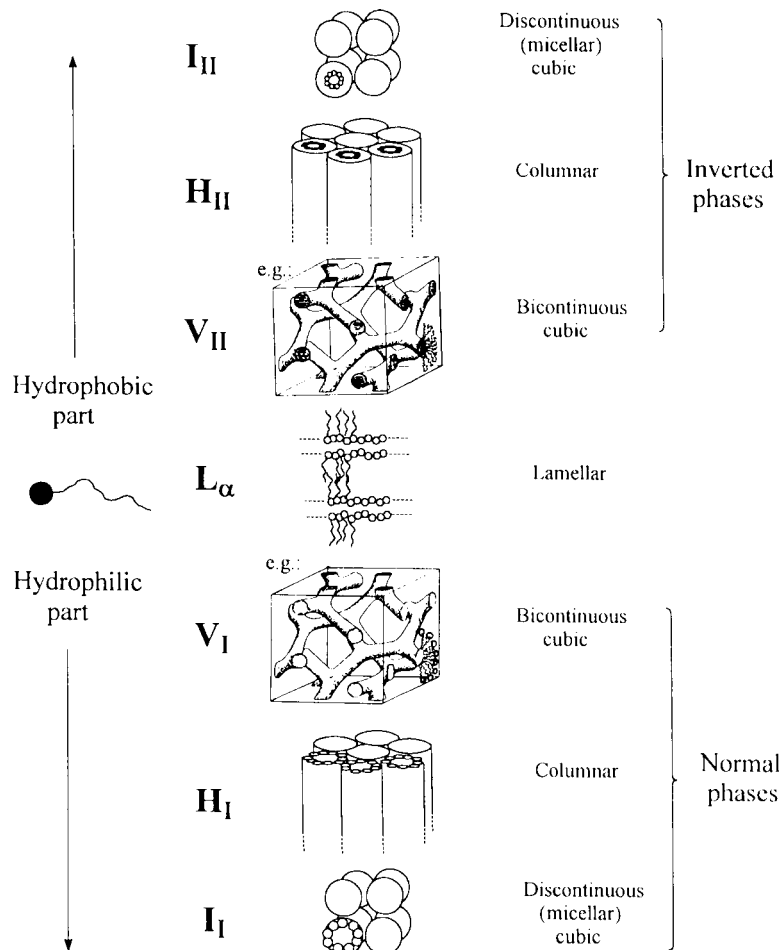 I_II
Discontinuous
(micellar)
cubic
H_II
Columnar
Inverted
phases
e.g.:
V_II
Bicontinuous
cubic
Hydrophobic
part
L_α
Lamellar
Hydrophilic
part
e.g.:
V_I
Bicontinuous
cubic
H_I
Columnar
Normal
phases
I_I
Discontinuous
(micellar)
cubic